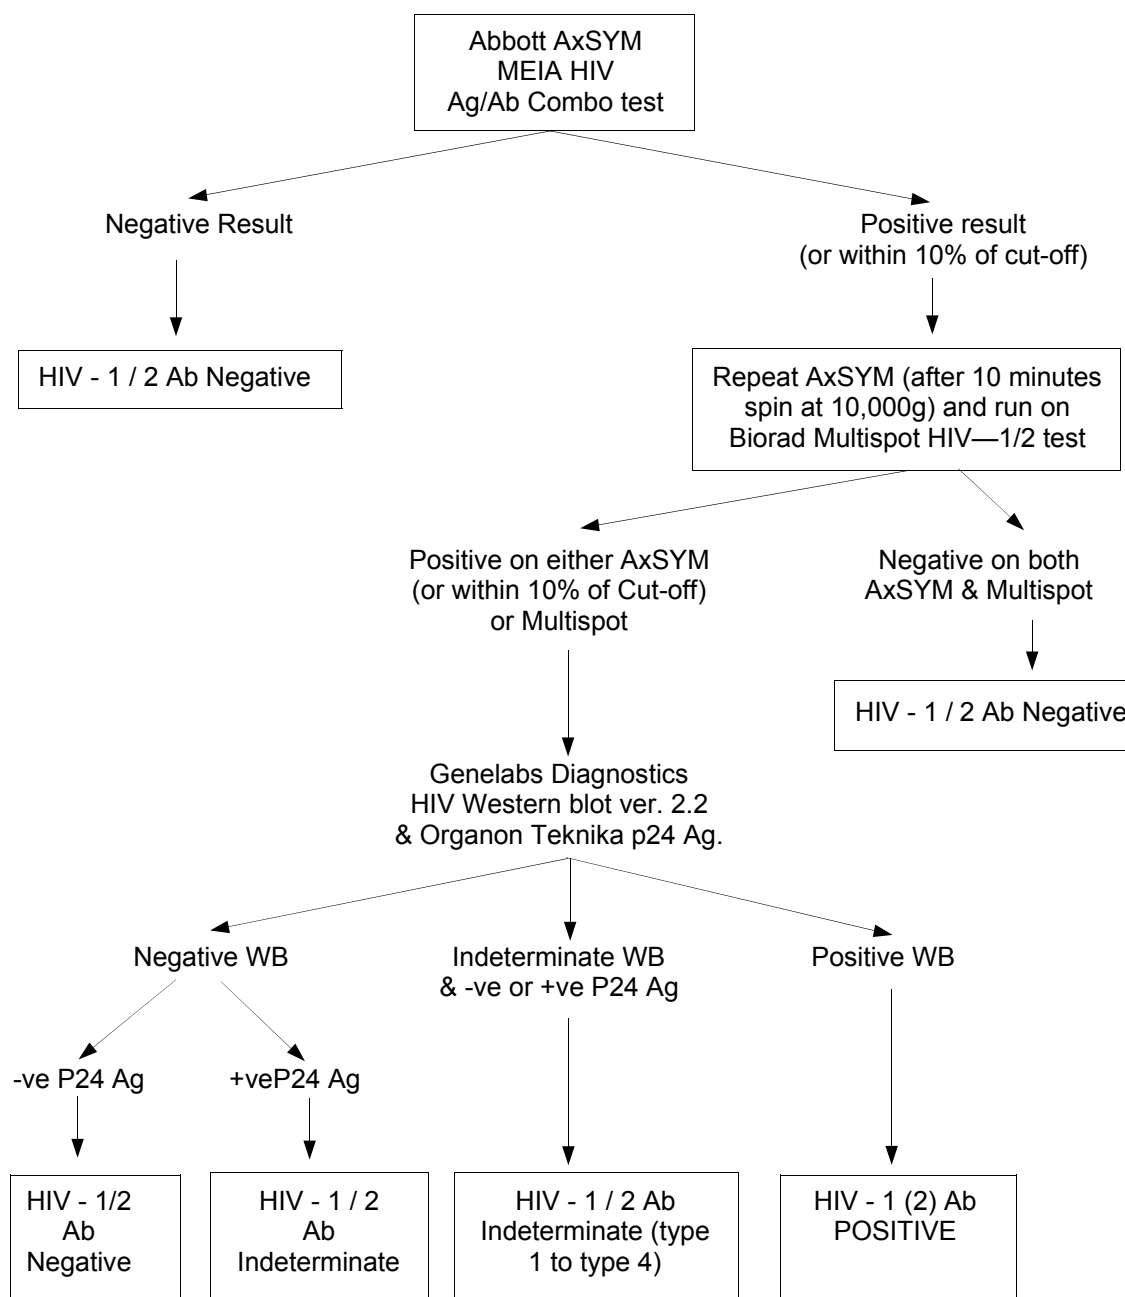 Abbott AxSYM
MEIA HIV
Ag/Ab Combo test
Negative Result
Positive result
(or within 10% of cut-off)
HIV - 1 / 2 Ab Negative
Repeat AxSYM (after 10 minutes
spin at 10,000g) and run on
Biorad Multispot HIV—1/2 test
Positive on either AxSYM
(or within 10% of Cut-off)
or Multispot
Negative on both
AxSYM & Multispot
HIV - 1 / 2 Ab Negative
Genelabs Diagnostics
HIV Western blot ver. 2.2
& Organon Teknika p24 Ag.
Negative WB
Indeterminate WB
& -ve or +ve P24 Ag
Positive WB
-ve P24 Ag
+veP24 Ag
HIV - 1/2
Ab
Negative
HIV - 1 / 2
Ab
Indeterminate
HIV - 1 / 2 Ab
Indeterminate (type
1 to type 4)
HIV - 1 (2) Ab
POSITIVE